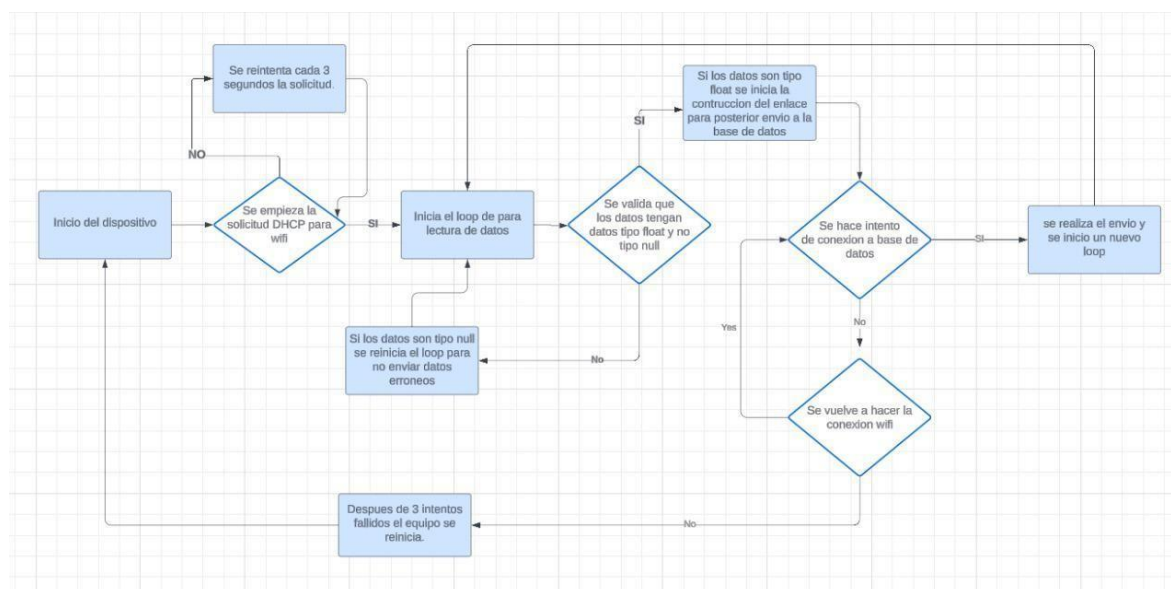 Se reintenta cada 3
segundos la solicitud.
Si los datos son tipo
float se inicia la
contruccion del enlace
para posterior envio a la
base de datos
SI
NO
Inicio del dispositivo
Se empieza la
solicitud DHCP para
wifi
SI
Inicia el loop de para
lectura de datos
Se valida que
los datos tengan
datos tipo float y no
tipo null
Se hace intento
de conexion a base de
datos
SI
se realiza el envio y
se inicio un nuevo
loop
Si los datos son tipo null
se reinicia el loop para
no enviar datos
erroneos
No
Yes
No
Se vuelve a hacer la
conexion wifi
Despues de 3 intentos
fallidos el equipo se
reinicia.
No